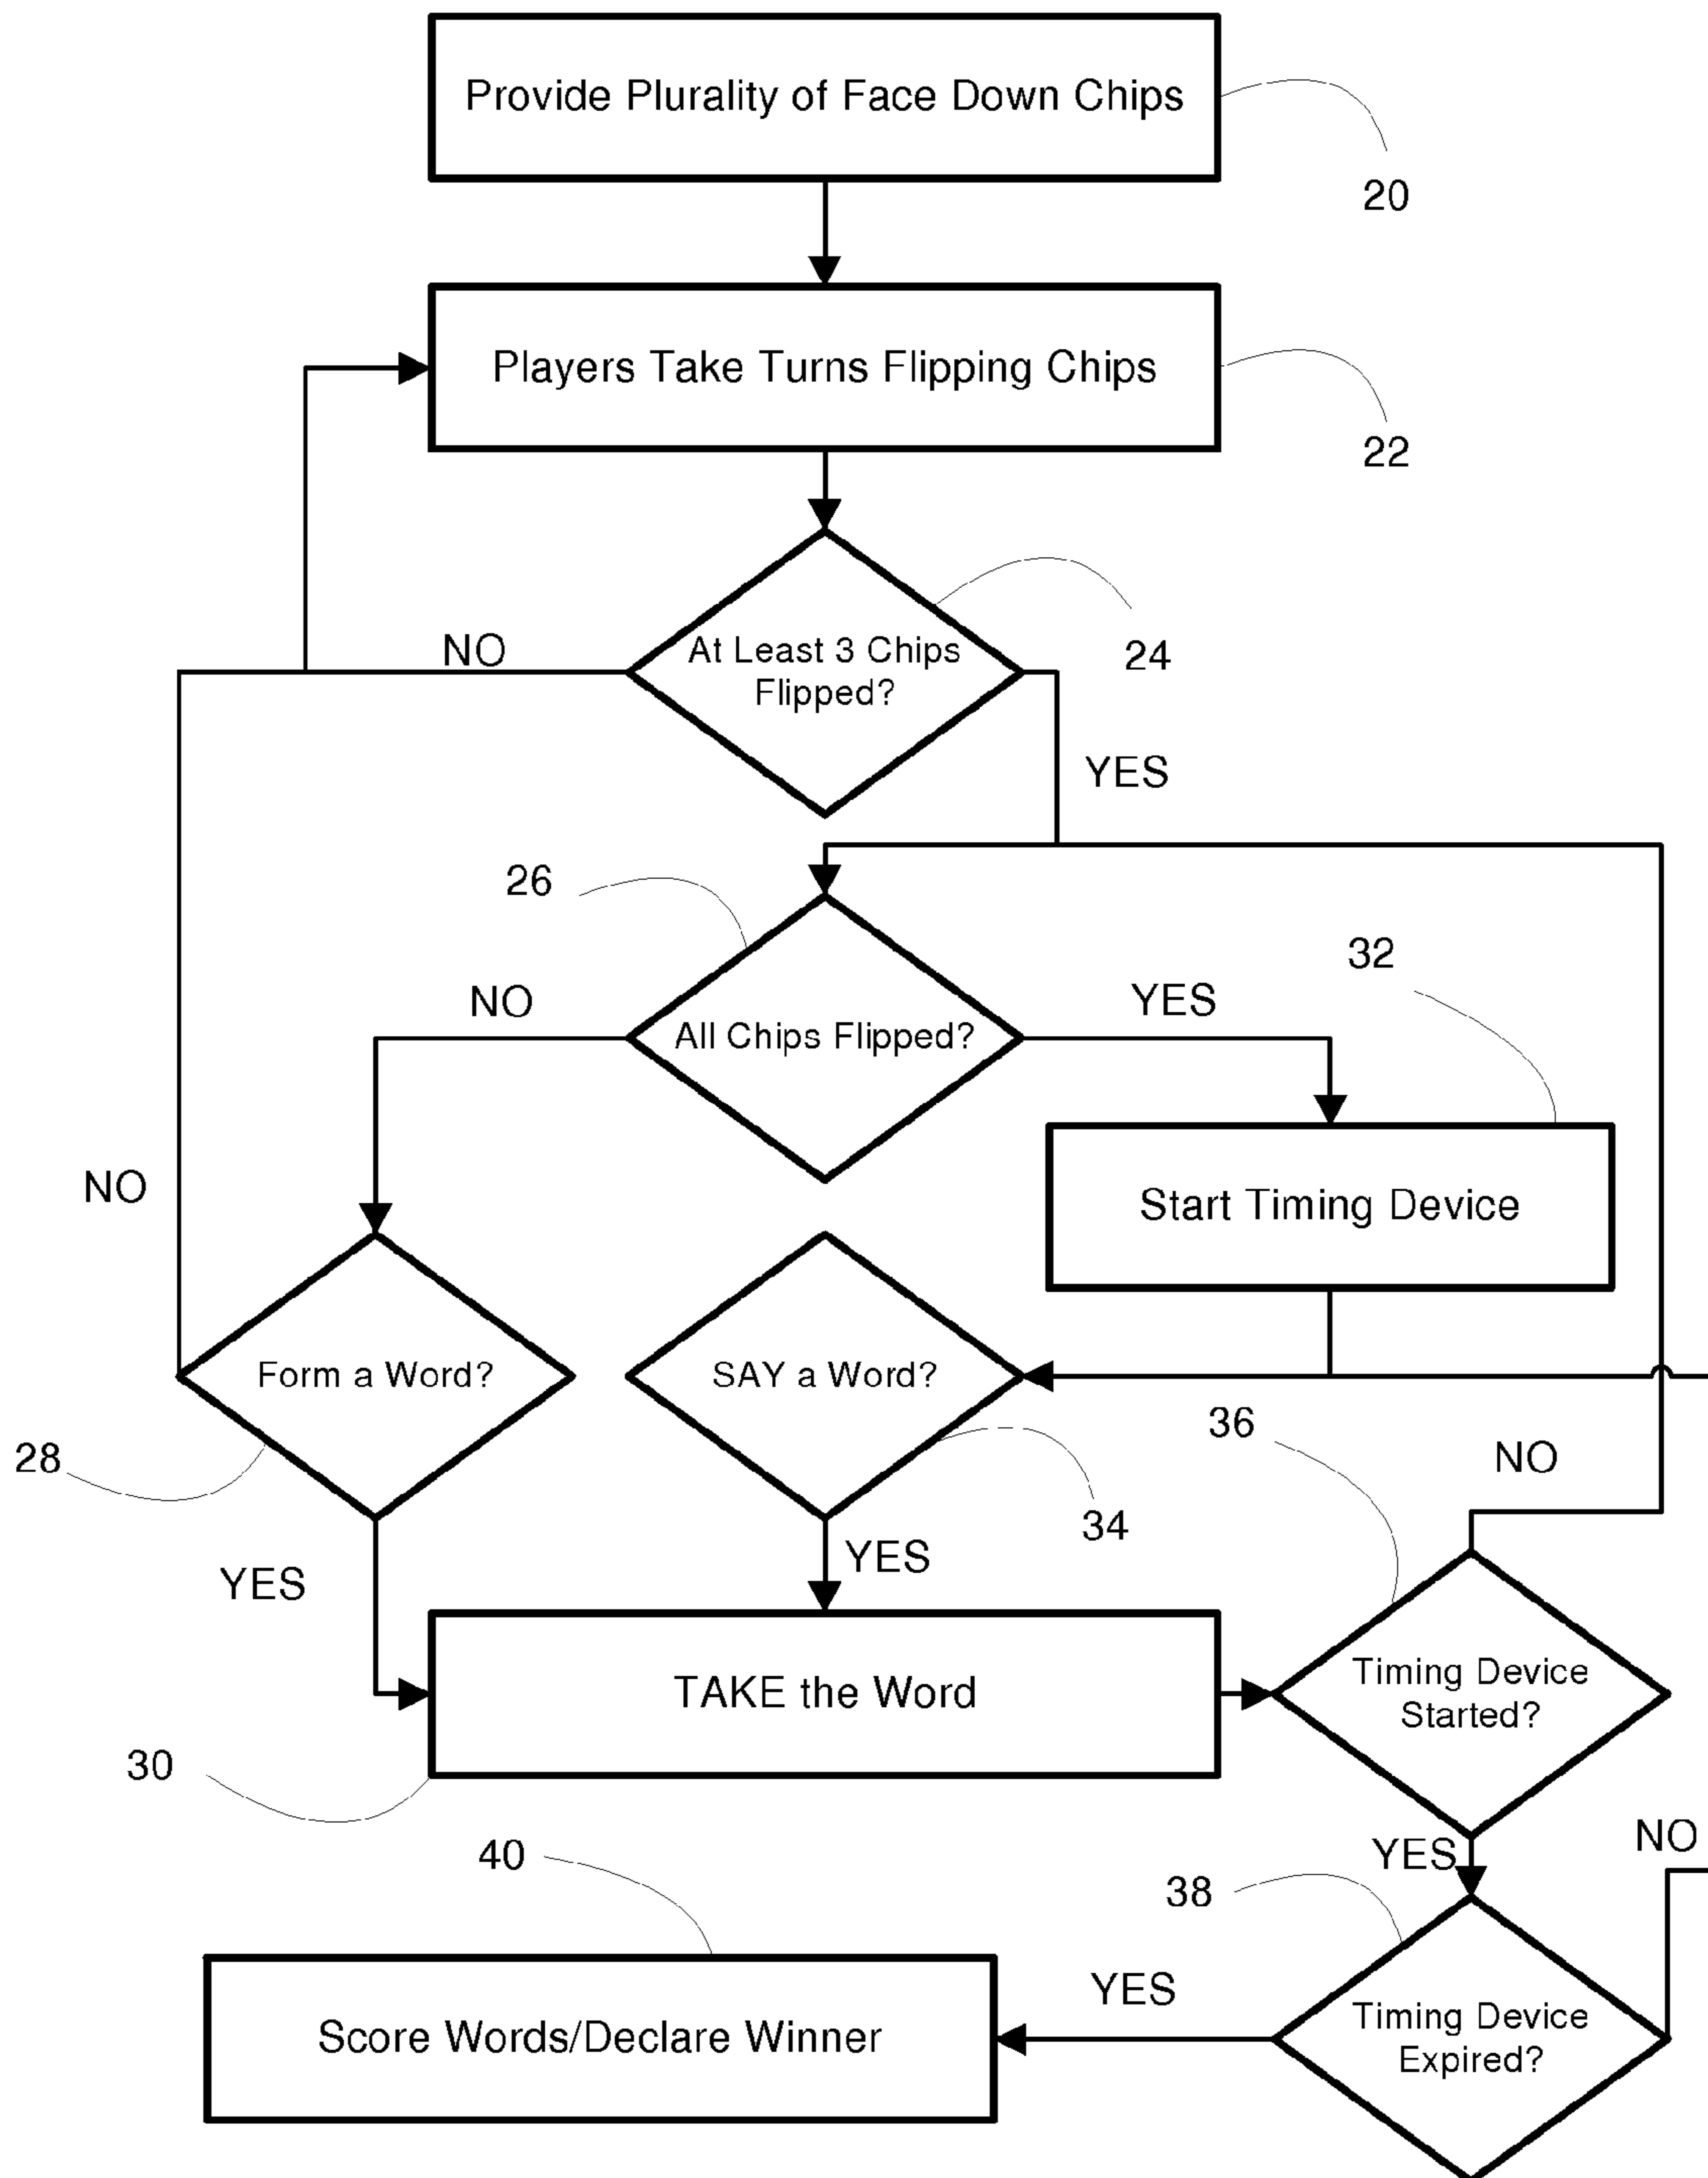 Provide Plurality of Face Down Chips
20
Players Take Turns Flipping Chips
22
NO
At Least 3 Chips
Flipped?
24
YES
26
32
NO
All Chips Flipped?
YES
NO
Start Timing Device
Form a Word?
SAY a Word?
36
NO
28
34
YES
YES
TAKE the Word
Timing Device
Started?
30
40
YES
NO
38
YES
Score Words/Declare Winner
Timing Device
Expired?